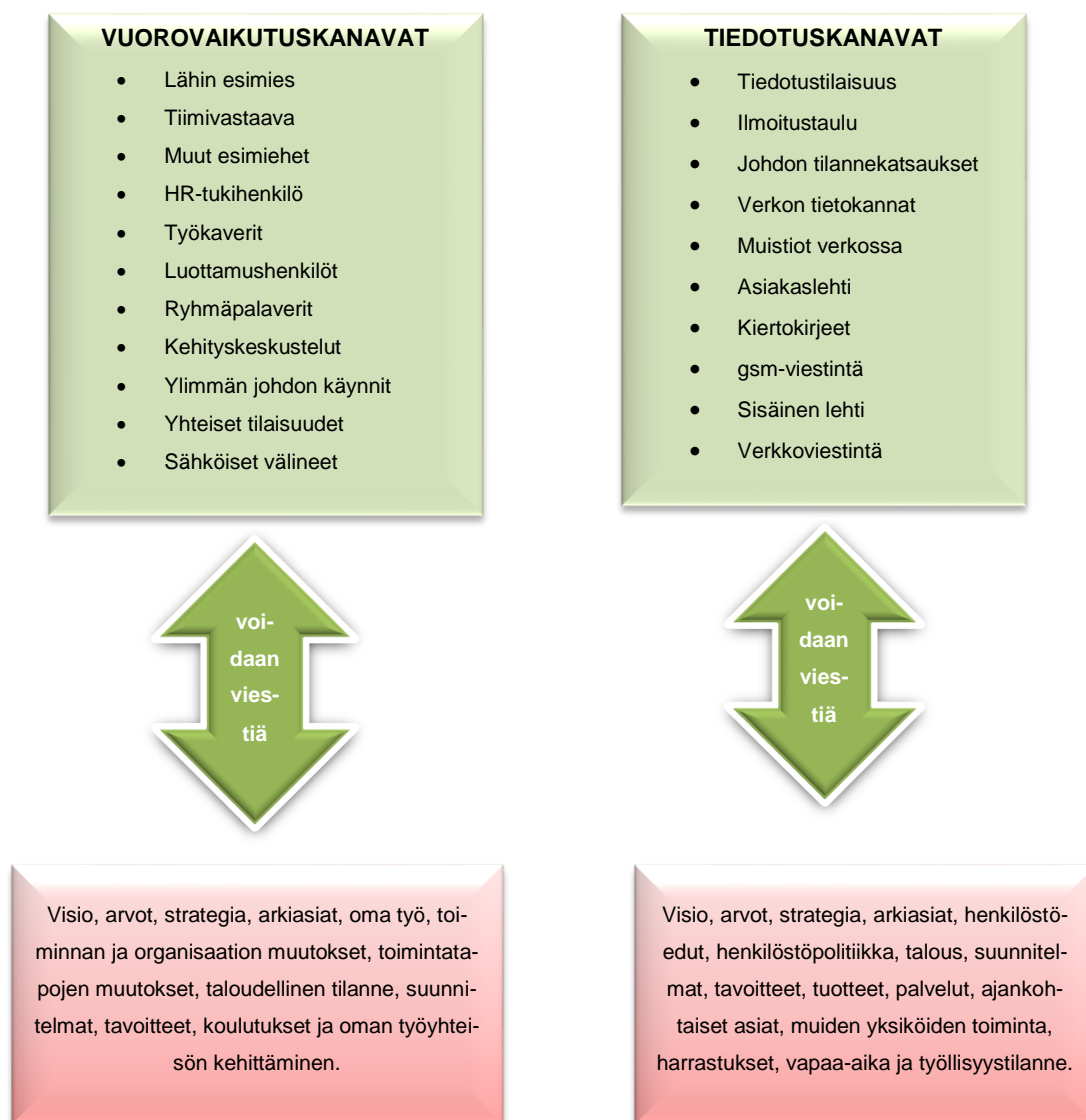 VUOROVAIKUTUSKANAVAT
• Lähin esimies
• Tiimivastaava
• Muut esimiehet
• HR-tukihenkilö
• Työkaverit
• Luottamushenkilöt
• Ryhmäpalaverit
• Kehityskeskustelut
• Ylimmän johdon käynnit
• Yhteiset tilaisuudet
• Sähköiset välineet
voi-
daan
vies-
tiä
Visio, arvot, strategia, arkiasiat, oma työ, toi-
minnan ja organisaation muutokset, toimintata-
pojen muutokset, taloudellinen tilanne, suunni-
telmat, tavoitteet, koulutukset ja oman työyhtei-
sön kehittäminen.
TIEDOTUSKANAVAT
• Tiedotustilaisuus
• Ilmoitustaulu
• Johdon tilannekatsaukset
• Verkon tietokannat
• Muistiot verkossa
• Asiakaslehti
• Kiertokirjeet
• gsm-viestintä
• Sisäinen lehti
• Verkkoviestintä
voi-
daan
vies-
tiä
Visio, arvot, strategia, arkiasiat, henkilöstö-
edut, henkilöstöpolitiikka, talous, suunnitel-
mat, tavoitteet, tuotteet, palvelut, ajankoh-
taiset asiat, muiden yksiköiden toiminta,
harrastukset, vapaa-aika ja työllisyystilanne.